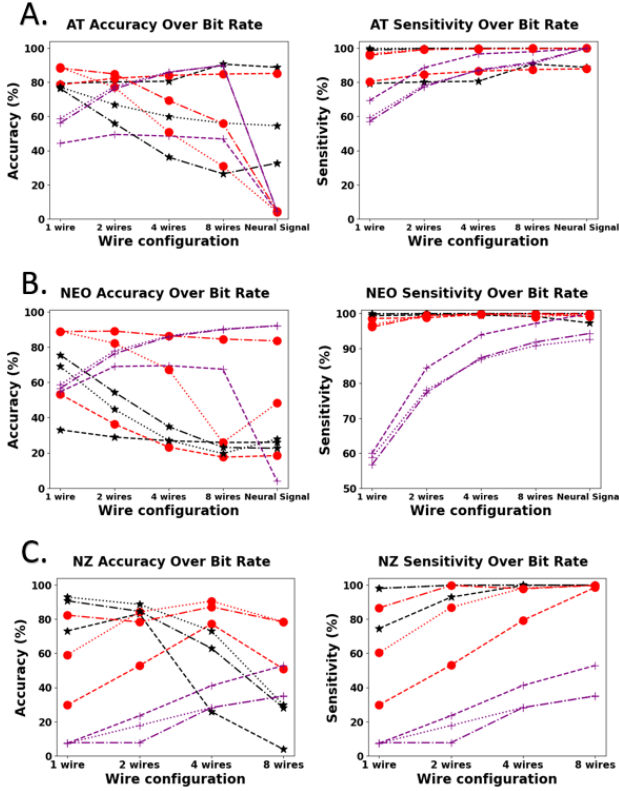 A.
AT Accuracy Over Bit Rate
Accuracy (%)
100
80
60
40
20
0
1 wire 2 wires 4 wires 8 wires Neural Signal
Wire configuration
AT Sensitivity Over Bit Rate
Sensitivity (%)
100
80
60
40
20
0
1 wire 2 wires 4 wires 8 wires Neural Signal
Wire configuration
B.
NEO Accuracy Over Bit Rate
Accuracy (%)
100
80
60
40
20
0
1 wire 2 wires 4 wires 8 wires Neural Signal
Wire configuration
NEO Sensitivity Over Bit Rate
Sensitivity (%)
100
90
80
70
60
50
1 wire 2 wires 4 wires 8 wires Neural Signal
Wire configuration
C.
NZ Accuracy Over Bit Rate
Accuracy (%)
100
80
60
40
20
0
1 wire 2 wires 4 wires 8 wires
Wire configuration
NZ Sensitivity Over Bit Rate
Sensitivity (%)
100
80
60
40
20
0
1 wire 2 wires 4 wires 8 wires
Wire configuration